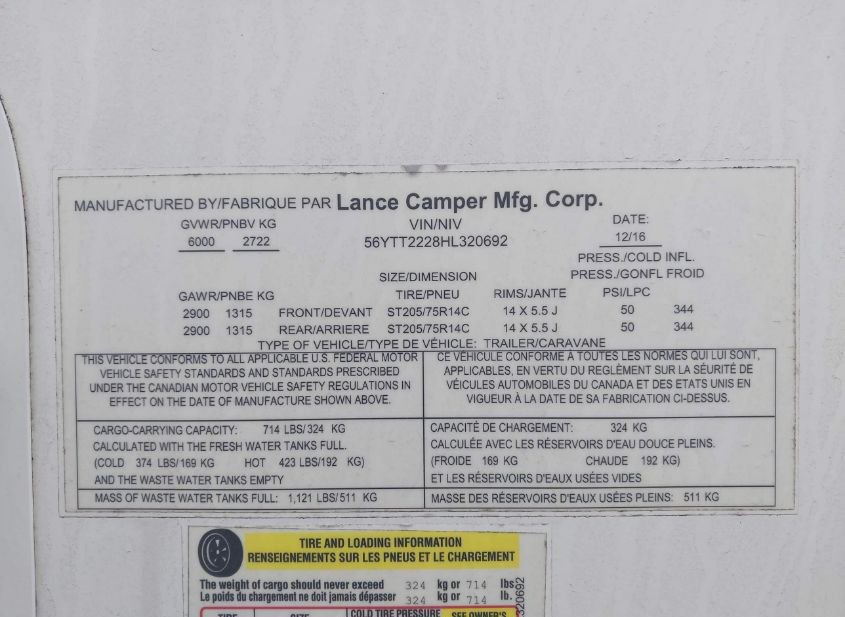 MANUFACTURED BY/FABRIQUE PAR Lance Camper Mfg. Corp.
GVWR/PNBV KG VIN/NIV DATE:
6000 2722 56YTT2228HL320692 12/16
PRESS./COLD INFL.
SIZE/DIMENSION PRESS./GONFL FROID
GAWR/PNBE KG TIRE/PNEU RIMS/JANTE PSI/LPC
2900 1315 FRONT/DEVANT ST205/75R14C 14 X 5.5 J 50 344
2900 1315 REAR/ARRIERE ST205/75R14C 14 X 5.5 J 50 344
TYPE OF VEHICLE/TYPE DE VÉHICLE: TRAILER/CARAVANE
THIS VEHICLE CONFORMS TO ALL APPLICABLE U.S. FEDERAL MOTOR
VEHICLE SAFETY STANDARDS AND STANDARDS PRESCRIBED
UNDER THE CANADIAN MOTOR VEHICLE SAFETY REGULATIONS IN
EFFECT ON THE DATE OF MANUFACTURE SHOWN ABOVE.
CE VÉHICULE CONFORME À TOUTES LES NORMES QUI LUI SONT,
APPLICABLES, EN VERTU DU REGLÈMENT SUR LA SÉURITÉ DE
VÉICULES AUTOMOBILES DU CANADA ET DES ETATS UNIS EN
VIGUEUR À LA DATE DE SA FABRICATION CI-DESSUS.
CARGO-CARRYING CAPACITY: 714 LBS/324 KG
CALCULATED WITH THE FRESH WATER TANKS FULL.
(COLD 374 LBS/169 KG HOT 423 LBS/192 KG)
AND THE WASTE WATER TANKS EMPTY
CAPACITÉ DE CHARGEMENT: 324 KG
CALCULÉE AVEC LES RÉSERVOIRS D'EAU DOUCE PLEINS.
(FROIDE 169 KG CHAUDE 192 KG)
ET LES RÉSERVOIRS D'EAUX USÉES VIDES
MASS OF WASTE WATER TANKS FULL: 1,121 LBS/511 KG
MASSE DES RÉSERVOIRS D'EAUX USÉES PLEINS: 511 KG
TIRE AND LOADING INFORMATION
RENSEIGNEMENTS SUR LES PNEUS ET LE CHARGEMENT
The weight of cargo should never exceed 324 kg or 714 lbs.
Le poids du chargement ne doit jamais dépasser 324 kg or 714 lb.
320692
TIRE SIZE COLD TIRE PRESSURE SEE OWNER'S